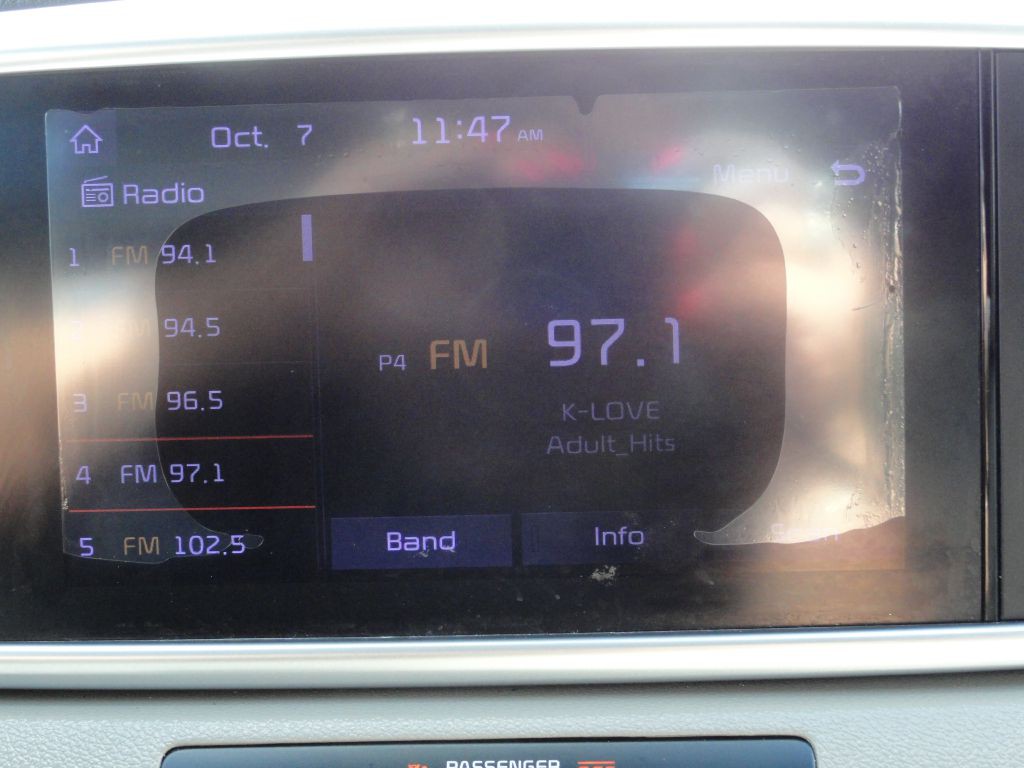 Oct. 7 11:47 AM
Menu
Radio
1 FM 94.1
2 FM 94.5
3 FM 96.5
4 FM 97.1
5 FM 102.5
P4 FM 97.1
K-LOVE
Adult_Hits
Band Info
PASSENGER